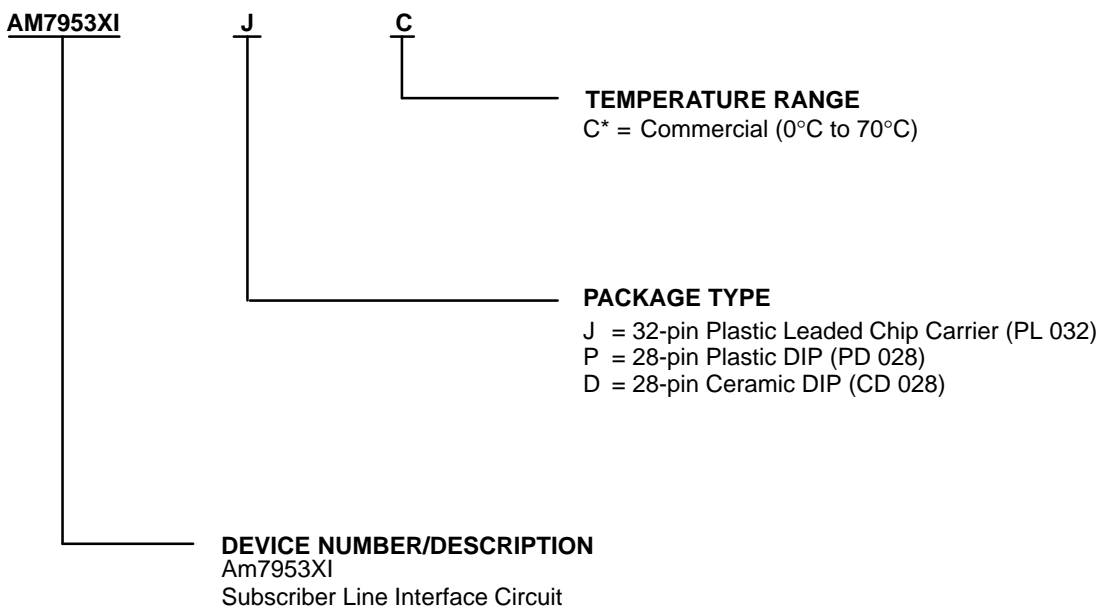 AM7953XI J C
TEMPERATURE RANGE
C* = Commercial (0°C to 70°C)
PACKAGE TYPE
J = 32-pin Plastic Leaded Chip Carrier (PL 032)
P = 28-pin Plastic DIP (PD 028)
D = 28-pin Ceramic DIP (CD 028)
DEVICE NUMBER/DESCRIPTION
Am7953XI
Subscriber Line Interface Circuit